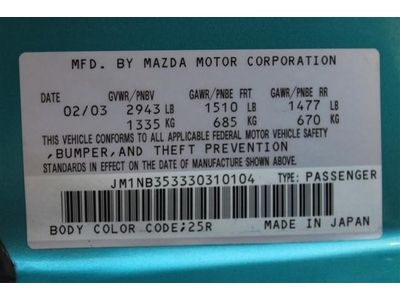 MFD. BY MAZDA MOTOR CORPORATION
DATE GVWR/PNBV GAWR/PNBE FRT GAWR/PNBE RR
02/03 2943 LB 1510 LB 1477 LB
1335 KG 685 KG 670 KG
THIS VEHICLE CONFORMS TO ALL APPLICABLE FEDERAL MOTOR VEHICLE SAFETY
,BUMPER,AND THEFT PREVENTION
STANDARDS IN EFFECT ON THE DATE OF MANUFACTURE SHOWN ABOVE.
JM1NB353330310104 TYPE: PASSENGER
BODY COLOR CODE;25R MADE IN JAPAN